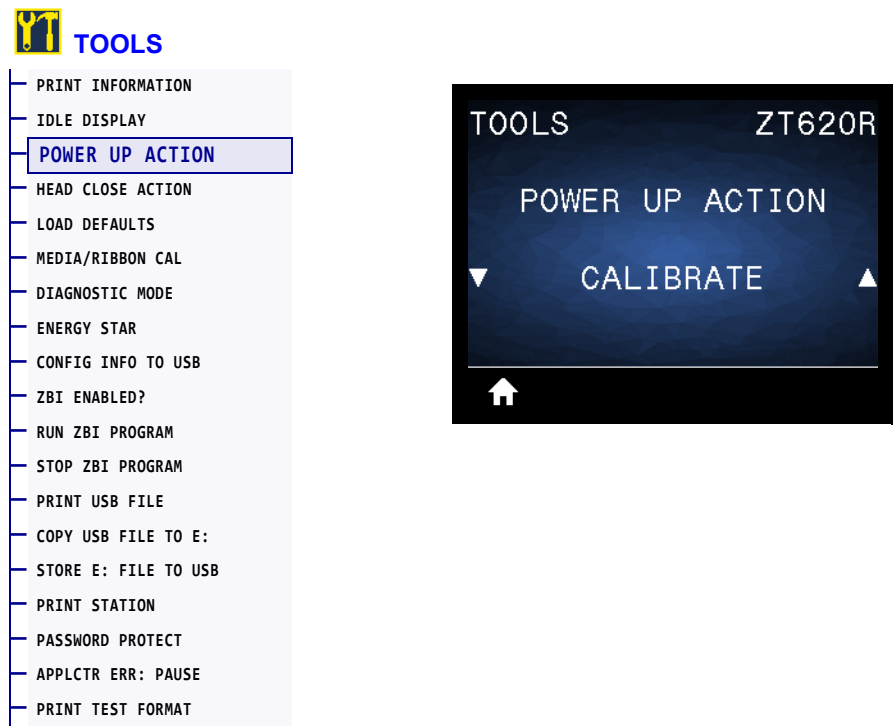 TOOLS
PRINT INFORMATION
IDLE DISPLAY
POWER UP ACTION
HEAD CLOSE ACTION
LOAD DEFAULTS
MEDIA/RIBBON CAL
DIAGNOSTIC MODE
ENERGY STAR
CONFIG INFO TO USB
ZBI ENABLED?
RUN ZBI PROGRAM
STOP ZBI PROGRAM
PRINT USB FILE
COPY USB FILE TO E:
STORE E: FILE TO USB
PRINT STATION
PASSWORD PROTECT
APPLCTR ERR: PAUSE
PRINT TEST FORMAT
TOOLS ZT620R
POWER UP ACTION
CALIBRATE